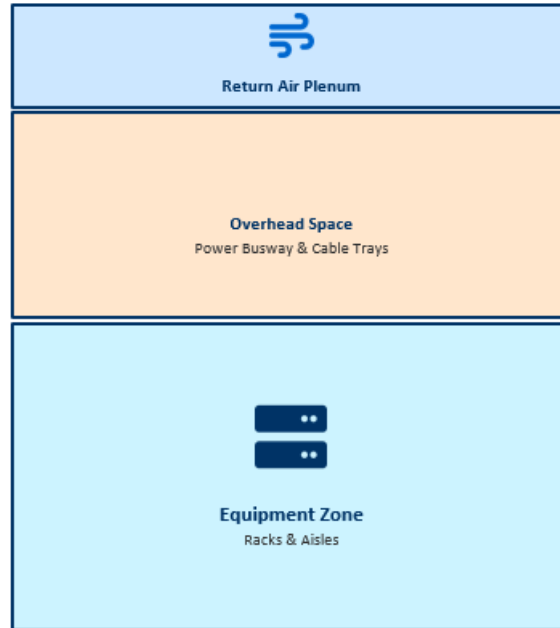 Return Air Plenum
Overhead Space
Power Busway & Cable Trays
Equipment Zone
Racks & Aisles